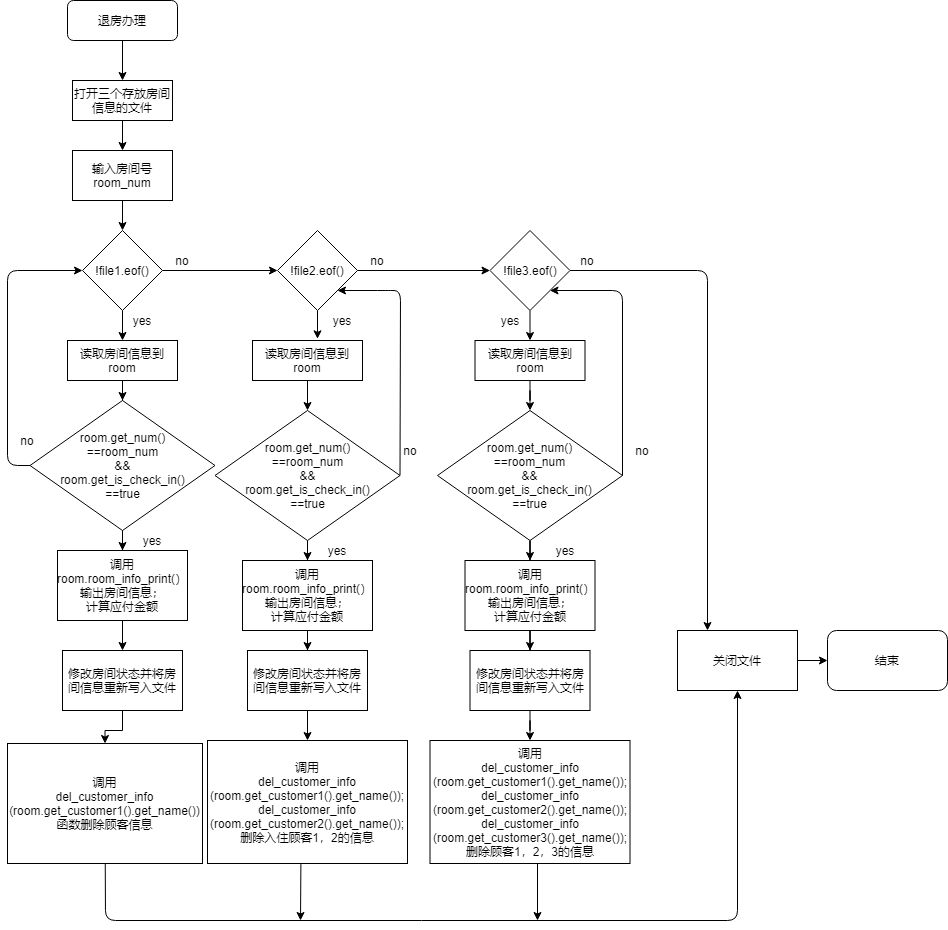 退房办理
打开三个存放房间
信息的文件
输入房间号
room_num
!file1.eof()
no
!file2.eof()
no
!file3.eof()
no
yes
yes
yes
读取房间信息到
room
读取房间信息到
room
读取房间信息到
room
no
room.get_num()
==room_num
&&
room.get_is_check_in()
==true
no
room.get_num()
==room_num
&&
room.get_is_check_in()
==true
no
room.get_num()
==room_num
&&
room.get_is_check_in()
==true
yes
yes
yes
调用
room.room_info_print()
输出房间信息；
计算应付金额
调用
room.room_info_print()
输出房间信息；
计算应付金额
调用
room.room_info_print()
输出房间信息；
计算应付金额
修改房间状态并将房
间信息重新写入文件
修改房间状态并将房
间信息重新写入文件
修改房间状态并将房
间信息重新写入文件
关闭文件
结束
调用
del_customer_info
(room.get_customer1().get_name())
函数删除顾客信息
调用
del_customer_info
(room.get_customer1().get_name());
del_customer_info
(room.get_customer2().get_name());
删除入住顾客1，2的信息
调用
del_customer_info
(room.get_customer1().get_name());
del_customer_info
(room.get_customer2().get_name());
del_customer_info
(room.get_customer3().get_name());
删除顾客1，2，3的信息